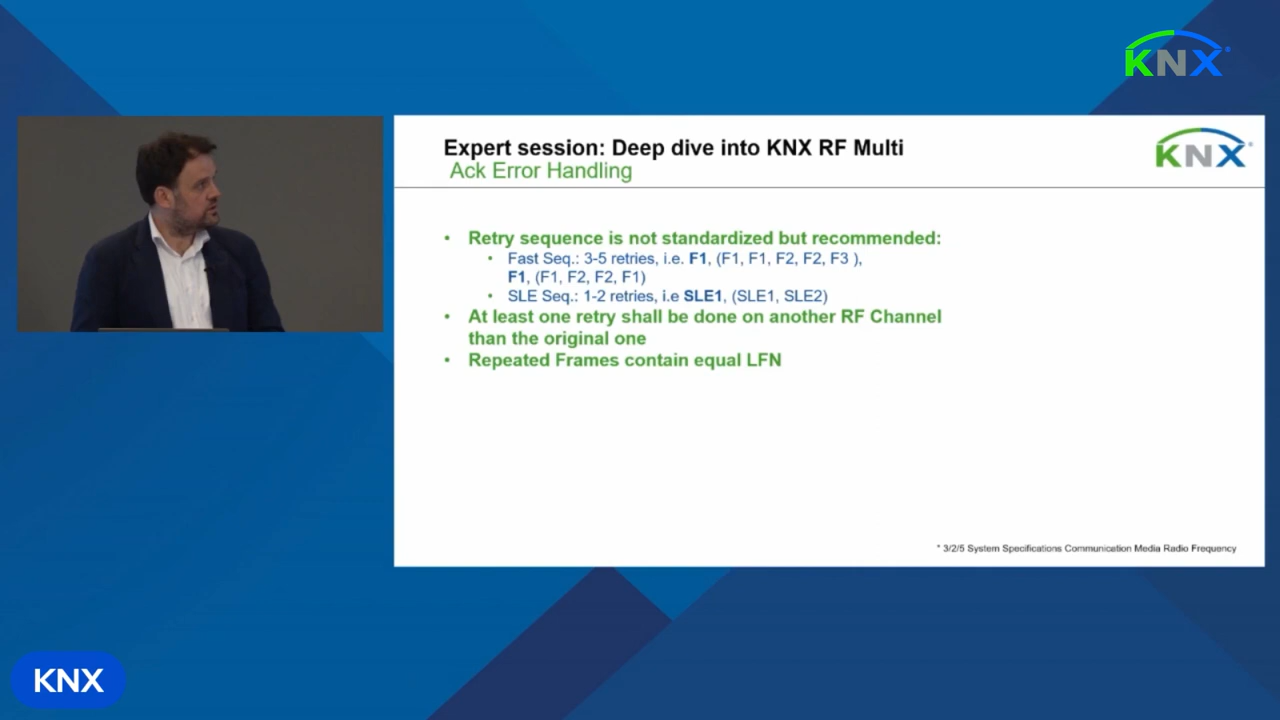 KNX
Expert session: Deep dive into KNX RF Multi
Ack Error Handling
KNX
• Retry sequence is not standardized but recommended:
• Fast Seq.: 3-5 retries, i.e. F1, (F1, F1, F2, F2, F3 ),
F1, (F1, F2, F2, F1)
• SLE Seq.: 1-2 retries, i.e SLE1, (SLE1, SLE2)
• At least one retry shall be done on another RF Channel
than the original one
• Repeated Frames contain equal LFN
* 3/2/5 System Specifications Communication Media Radio Frequency
KNX